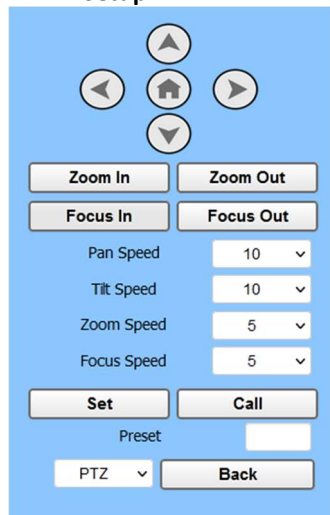 Zoom In Zoom Out
Focus In Focus Out
Pan Speed 10
Tilt Speed 10
Zoom Speed 5
Focus Speed 5
Set Call
Preset
PTZ Back